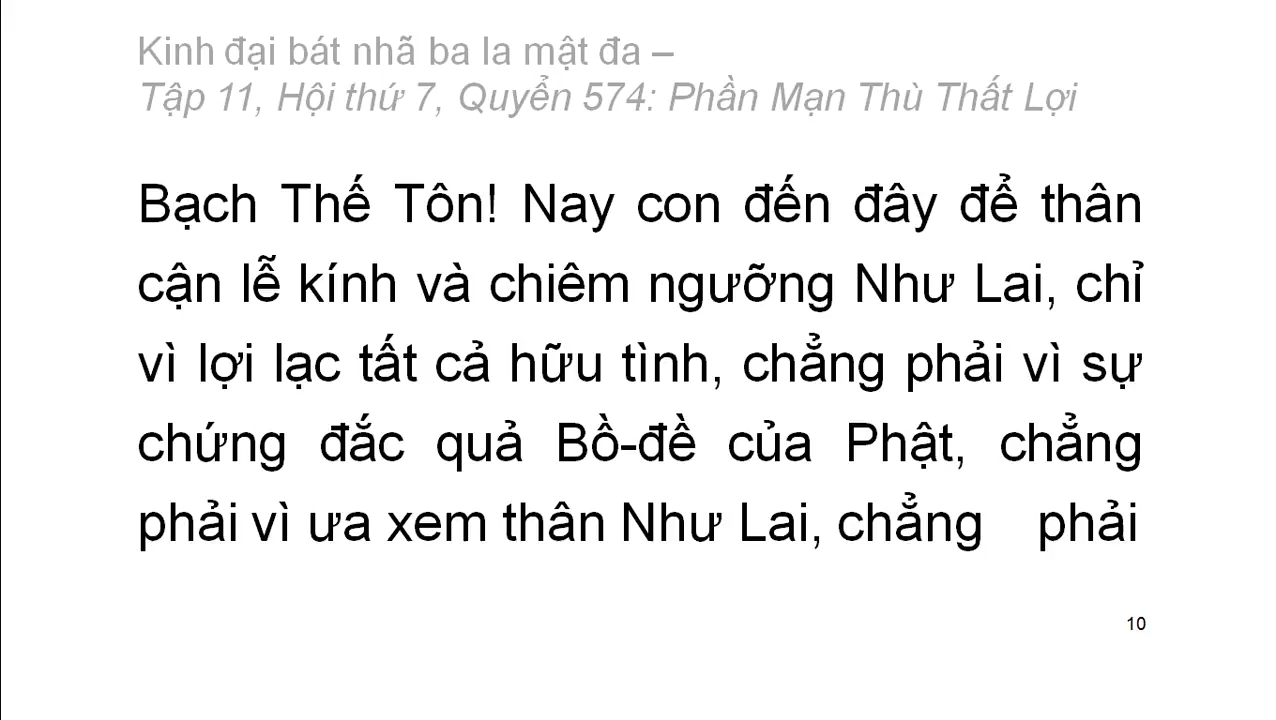 Kinh đại bát nhã ba la mật đa –
Tập 11, Hội thứ 7, Quyển 574: Phần Mạn Thù Thất Lợi
Bạch Thế Tôn! Nay con đến đây để thân
cận lễ kính và chiêm ngưỡng Như Lai, chỉ
vì lợi lạc tất cả hữu tình, chẳng phải vì sự
chứng đắc quả Bồ-đề của Phật, chẳng
phải vì ưa xem thân Như Lai, chẳng phải
10